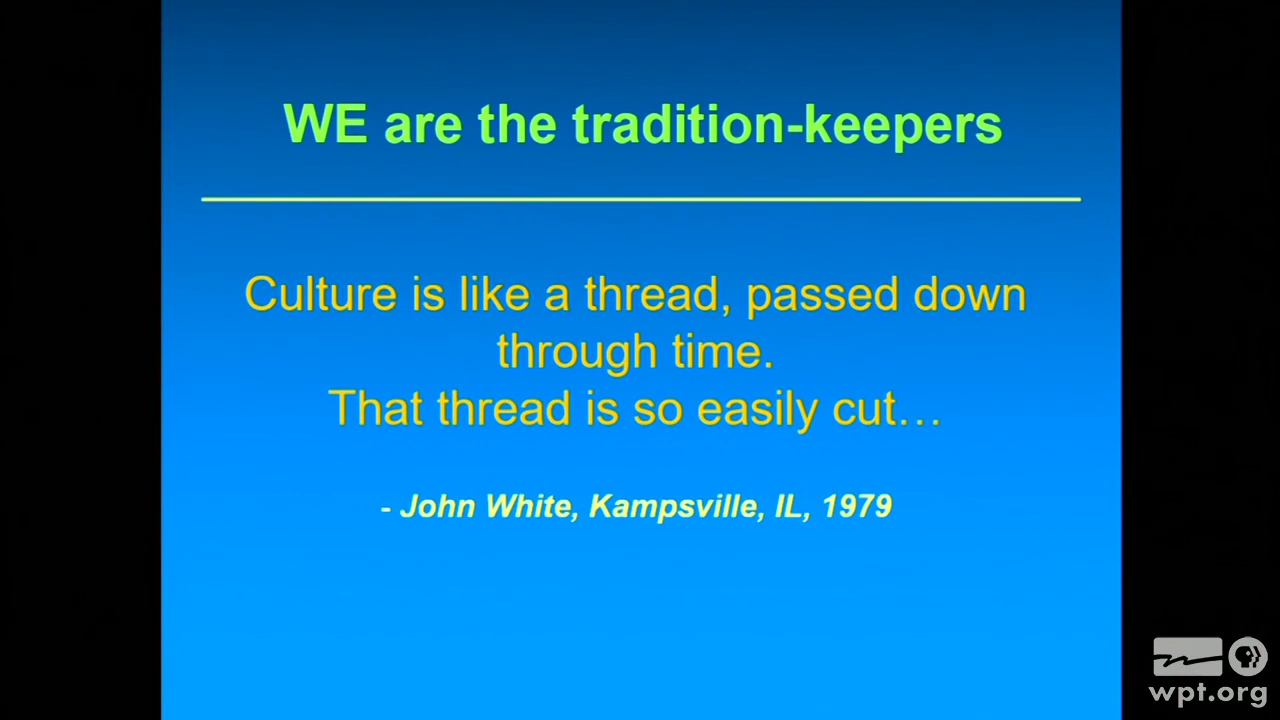 WE are the tradition-keepers
Culture is like a thread, passed down
through time.
That thread is so easily cut…
- John White, Kampsville, IL, 1979
wpt.org